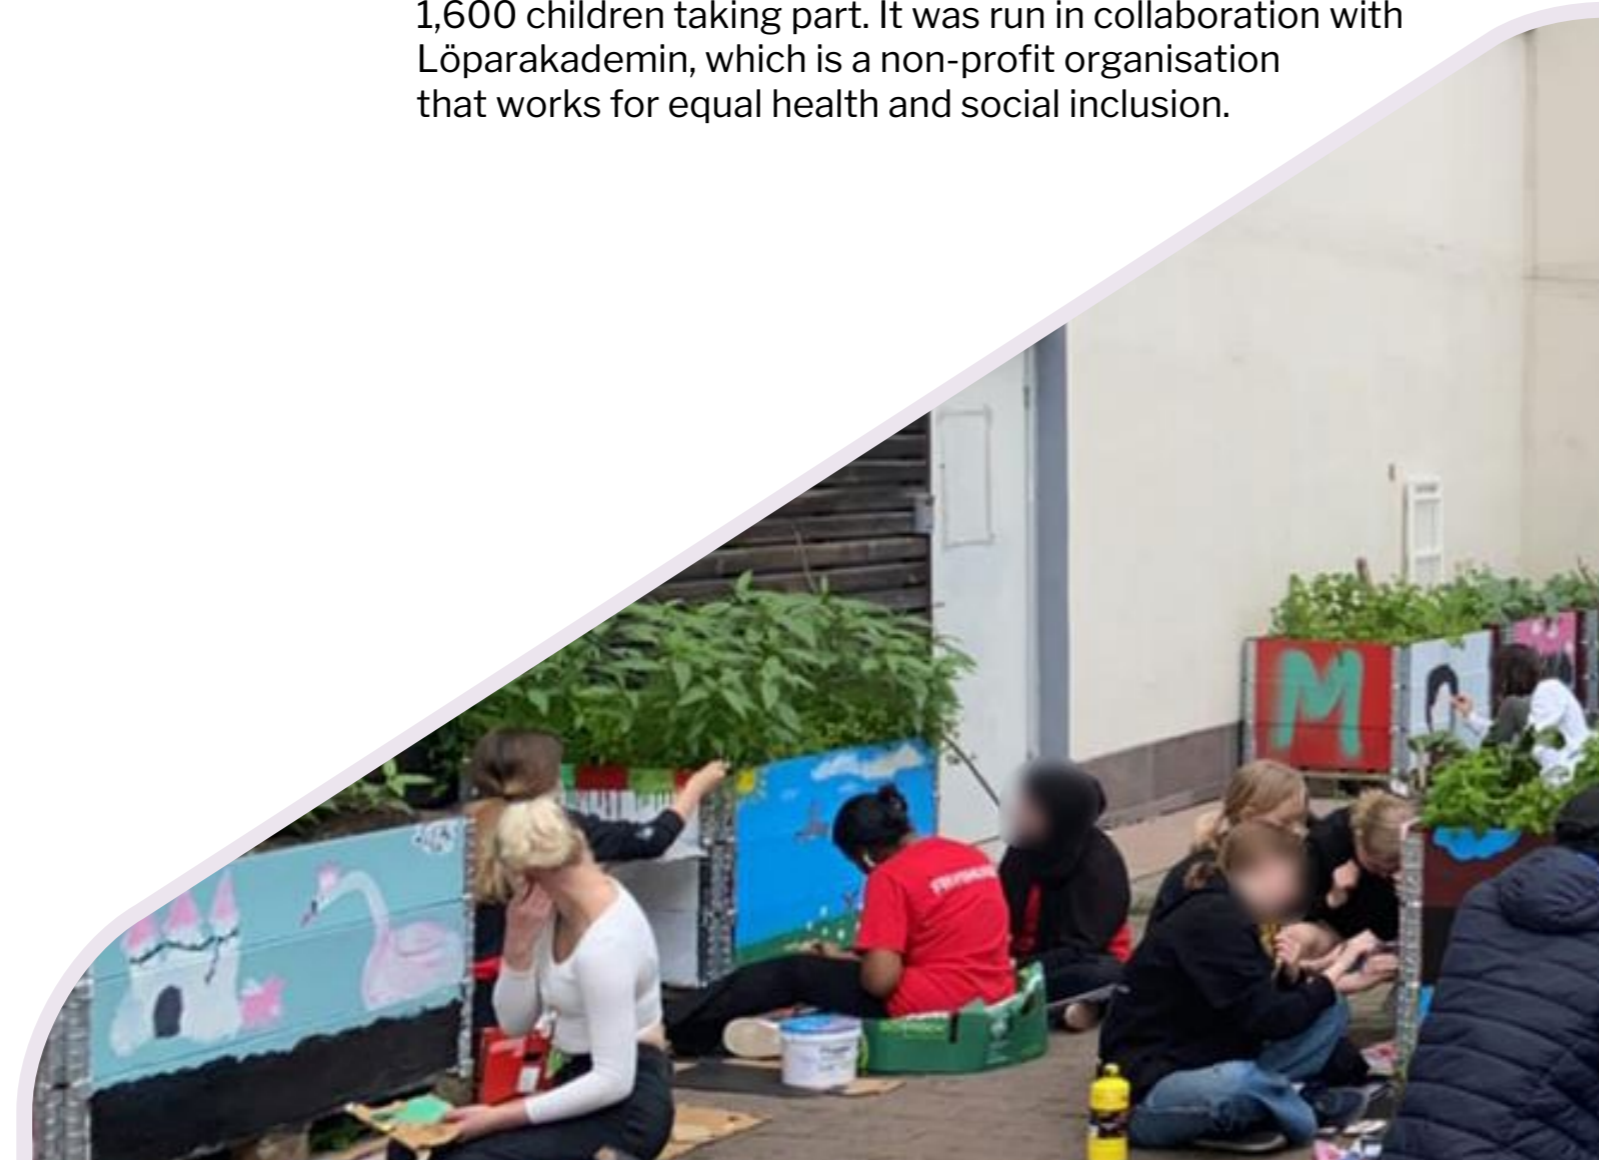 1,600 children taking part. It was run in collaboration with
Löparakademin, which is a non-profit organisation
that works for equal health and social inclusion.
M